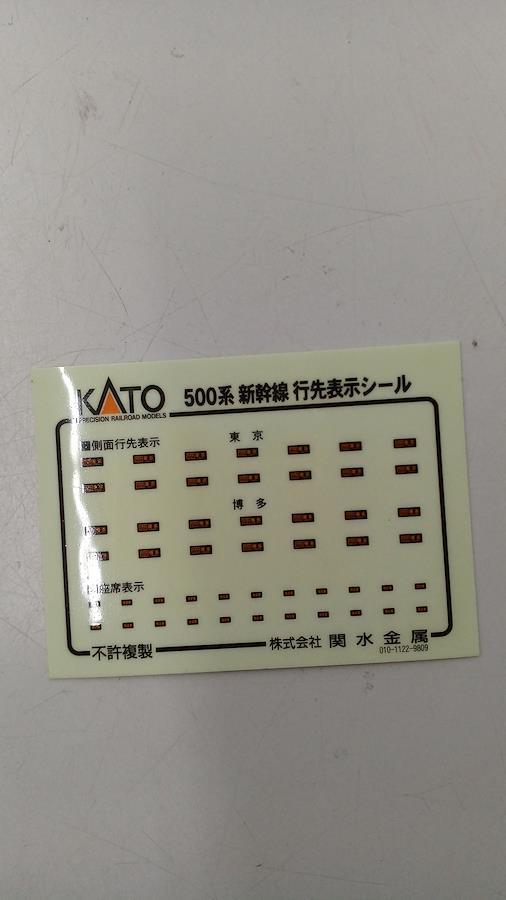 KATO
PRECISION RAILROAD MODELS
500系 新幹線 行先表示シール
側面行先表示
東京
博多
座席表示
不許複製
株式会社 関水金属
010-1122-9809